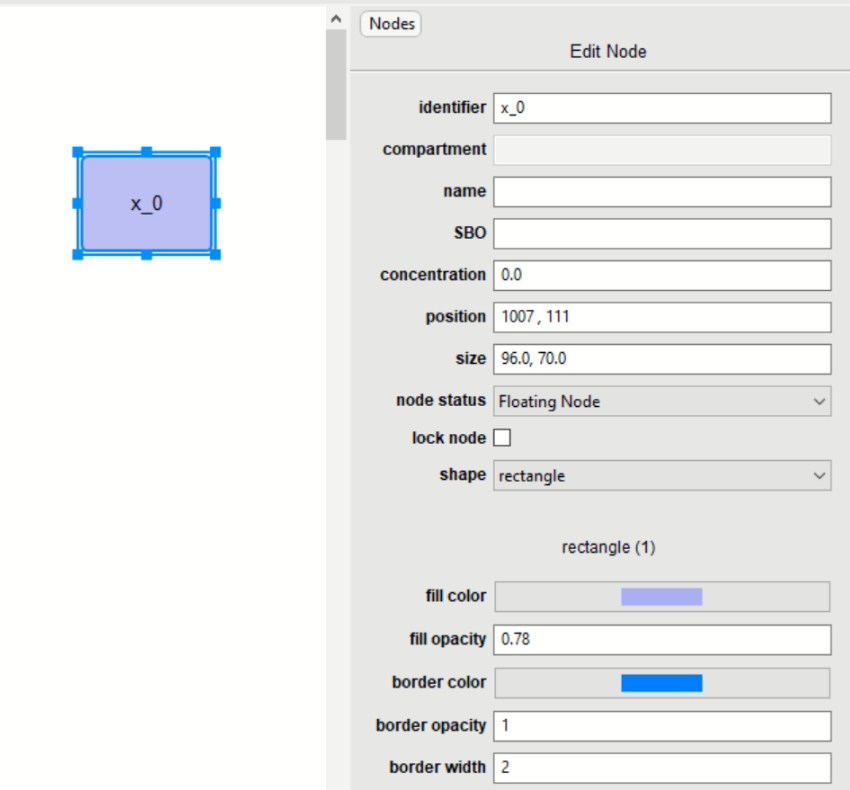 x_0
Nodes
Edit Node
identifier x_0
compartment
name
SBO
concentration 0.0
position 1007 , 111
size 96.0, 70.0
node status Floating Node
lock node
shape rectangle
rectangle (1)
fill color
fill opacity 0.78
border color
border opacity 1
border width 2